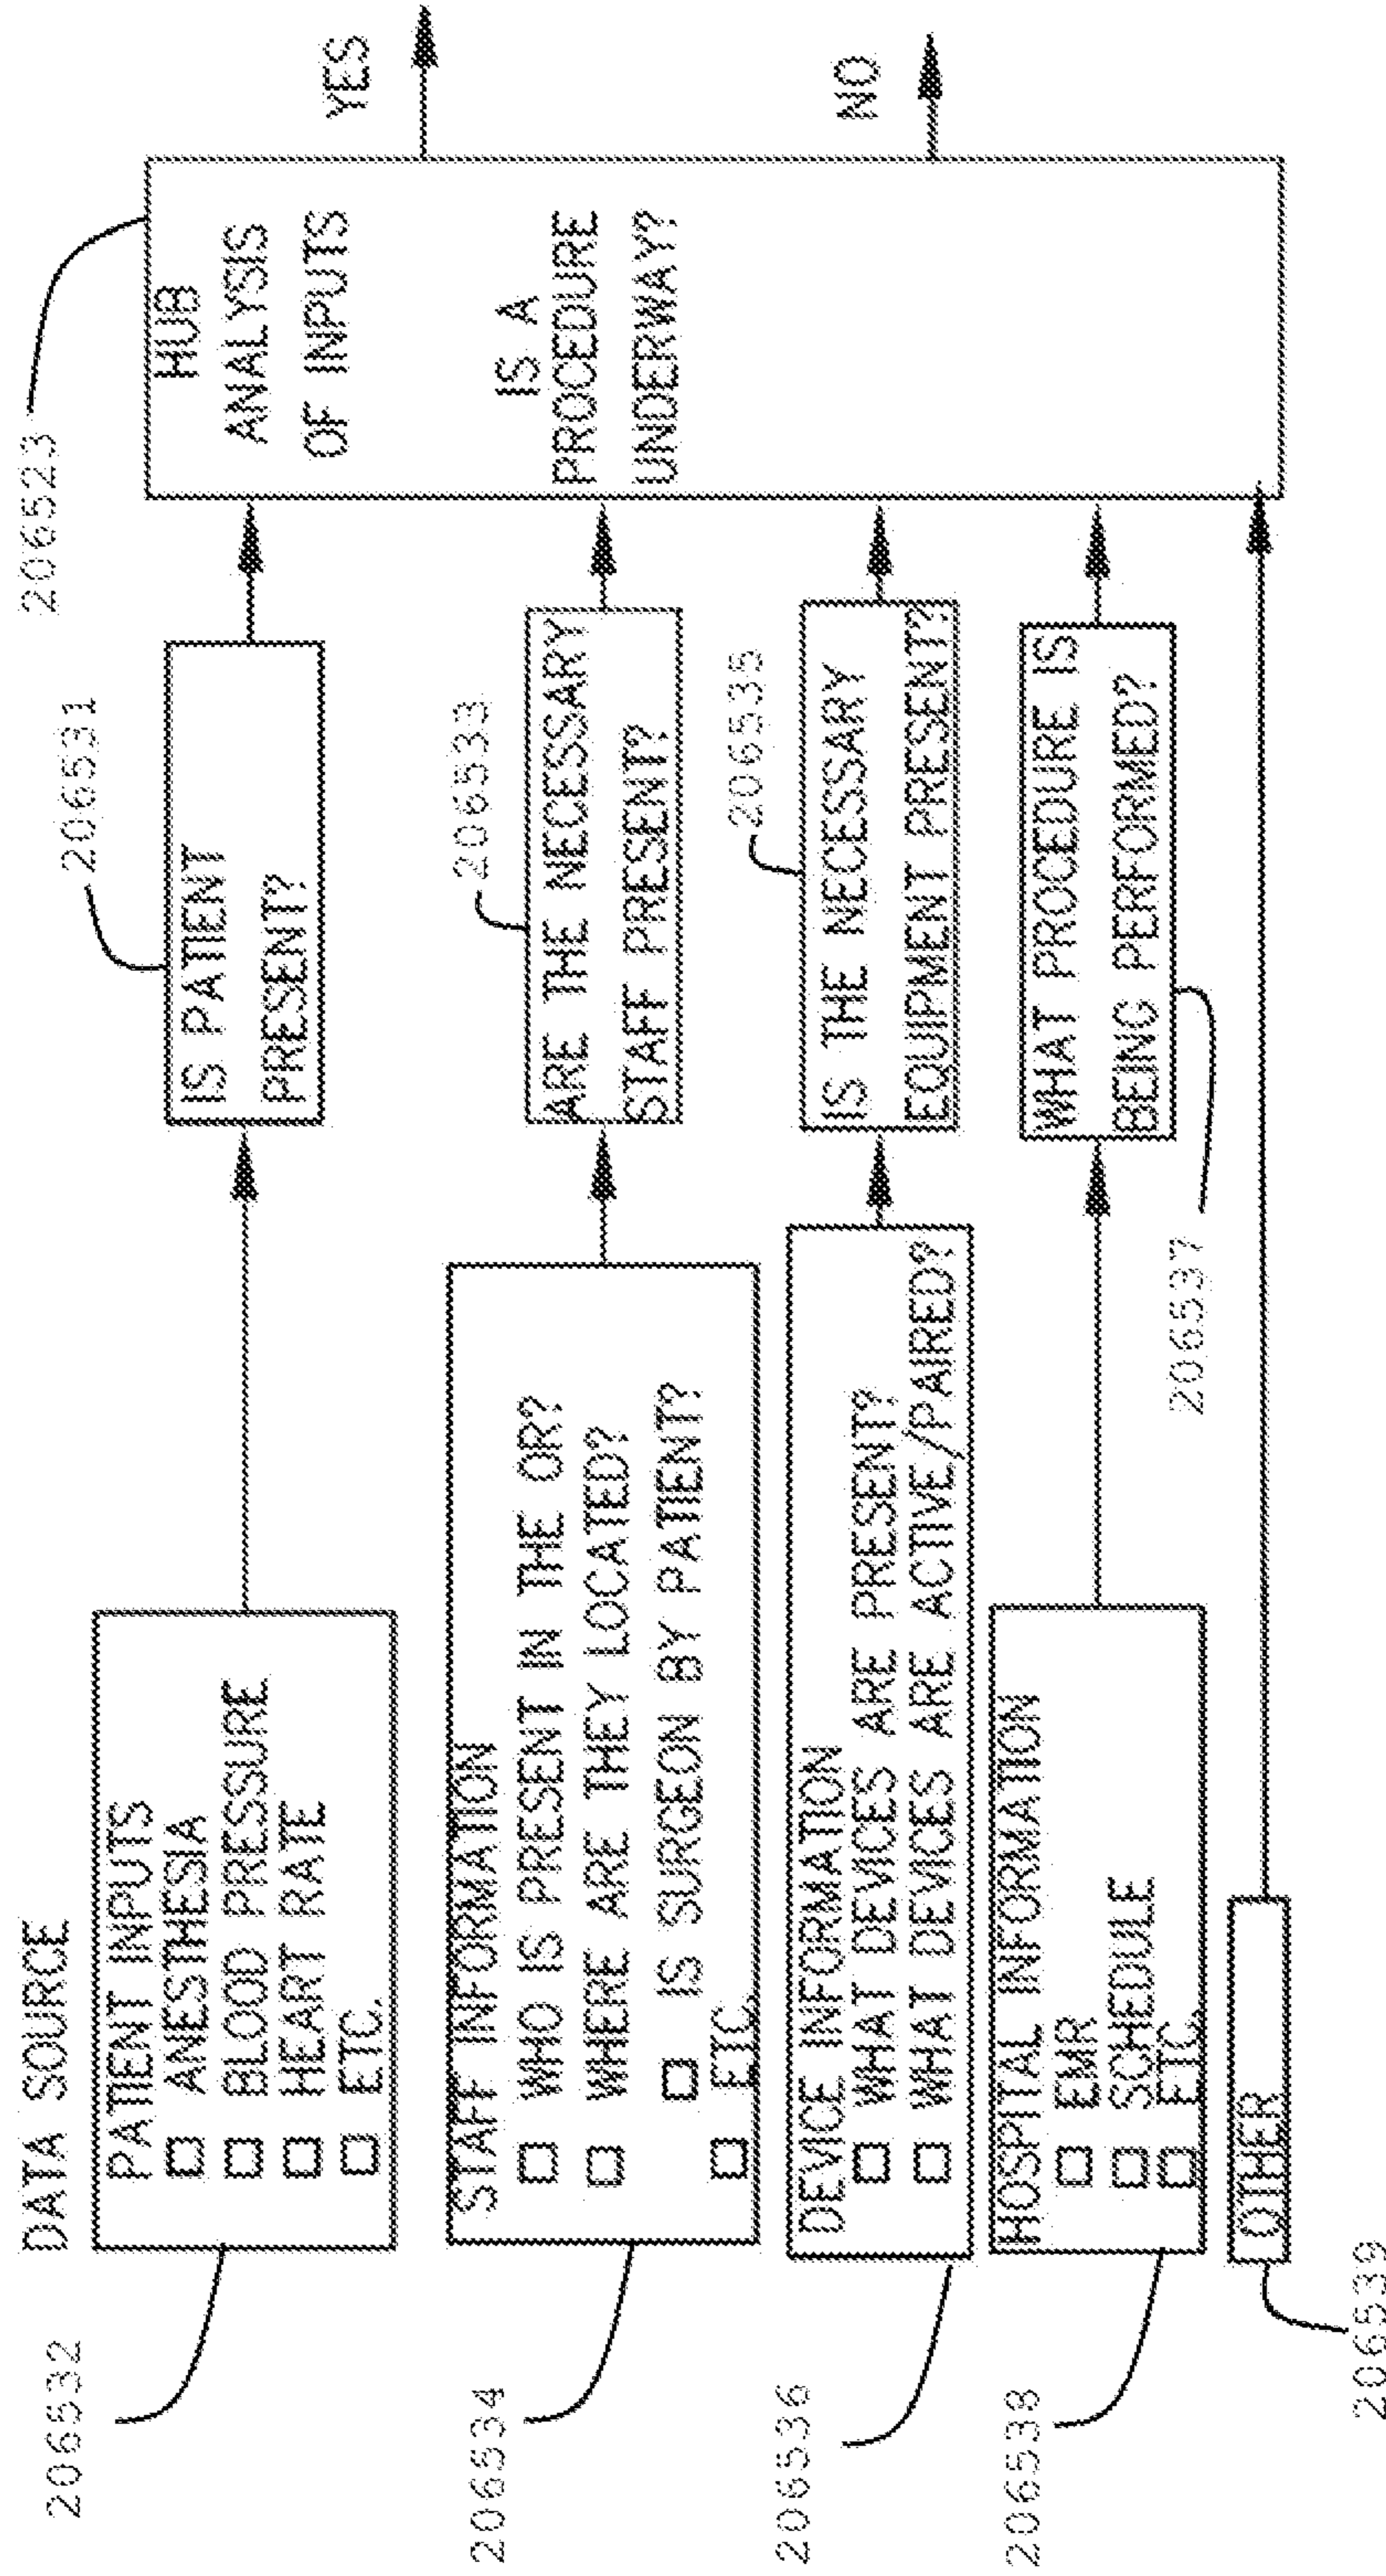 DATA SOURCE
206532
PATIENT INPUTS
ANESTHESIA
BLOOD PRESSURE
HEART RATE
ETC.
206531
IS PATIENT
PRESENT?
206534
STAFF INFORMATION
WHO IS PRESENT IN THE OR?
WHERE ARE THEY LOCATED?
IS SURGEON BY PATIENT?
ETC.
206533
ARE THE NECESSARY
STAFF PRESENT?
206536
DEVICE INFORMATION
WHAT DEVICES ARE PRESENT?
WHAT DEVICES ARE ACTIVE/PAIRED?
206535
IS THE NECESSARY
EQUIPMENT PRESENT?
206538
HOSPITAL INFORMATION
EMR
SCHEDULE
ETC.
WHAT PROCEDURE IS
BEING PERFORMED?
206537
OTHER
206539
206523
HUB
ANALYSIS
OF INPUTS
IS A
PROCEDURE
UNDERWAY?
YES
NO